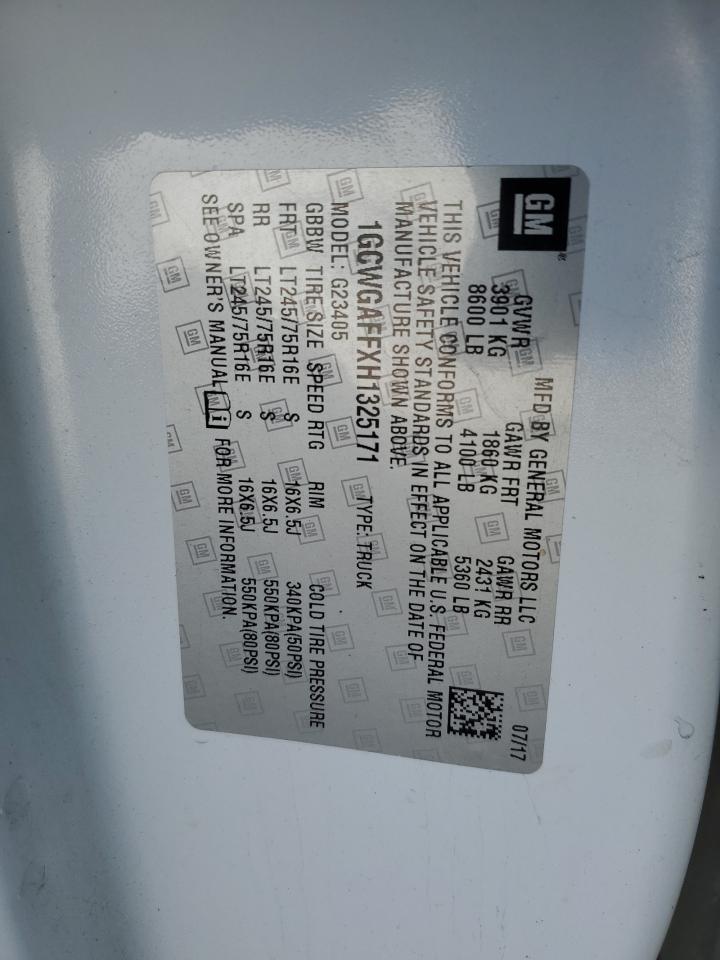 GM
MFD BY GENERAL MOTORS LLC 07/17
GVWR GAWR FRT GAWR RR
3901 KG 1860 KG 2431 KG
8600 LB 4100 LB 5360 LB
THIS VEHICLE CONFORMS TO ALL APPLICABLE U.S. FEDERAL MOTOR
VEHICLE SAFETY STANDARDS IN EFFECT ON THE DATE OF
MANUFACTURE SHOWN ABOVE.
1GCWGAFFXH1325171 TYPE: TRUCK
MODEL: G23405
GBBW TIRE SIZE SPEED RTG RIM COLD TIRE PRESSURE
FRT LT245/75R16E S 16X6.5J 340KPA(50PSI)
RR LT245/75R16E S 16X6.5J 550KPA(80PSI)
SPA LT245/75R16E S 16X6.5J 550KPA(80PSI)
SEE OWNER'S MANUAL i FOR MORE INFORMATION.